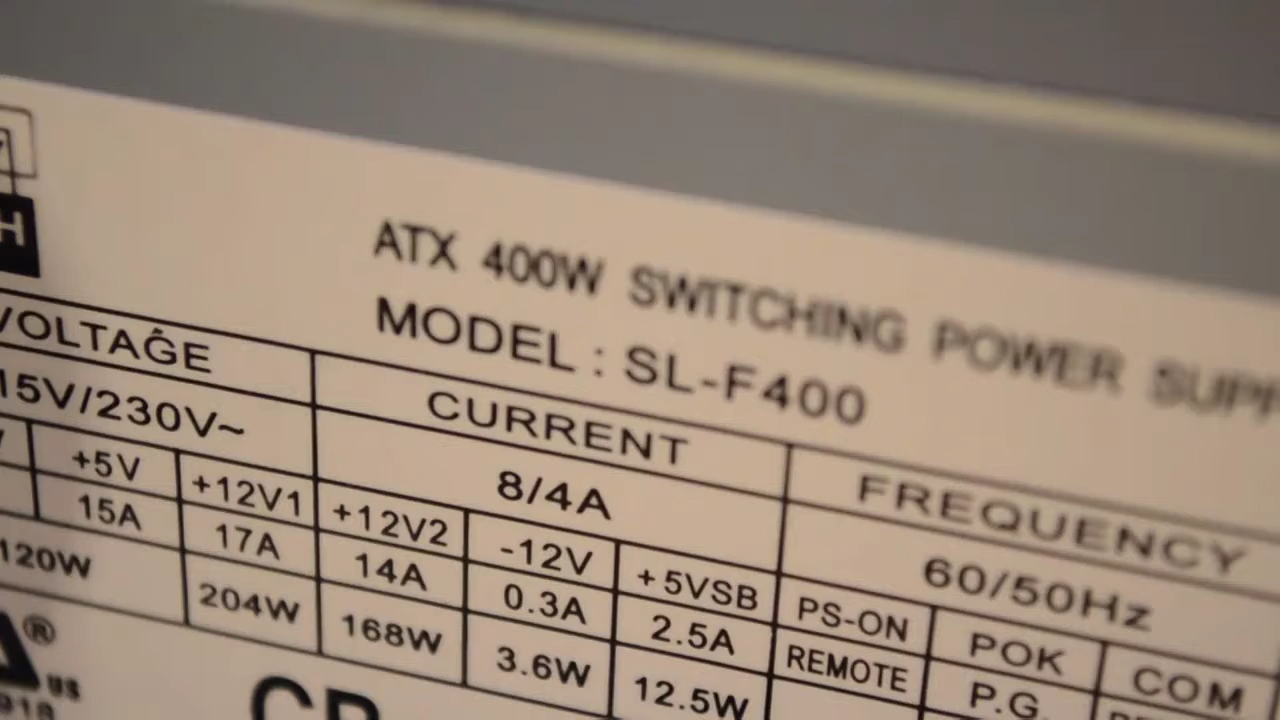 H
ATX 400W SWITCHING POWER
MODEL : SL-F400
VOLTAGE CURRENT FREQUENCY
15V/230V~ 8/4A 60/50Hz
+5V +12V1 +12V2 -12V +5VSB PS-ON POK COM
15A 17A 14A 0.3A 2.5A REMOTE P.G.
120W 204W 168W 3.6W 12.5W
®
US